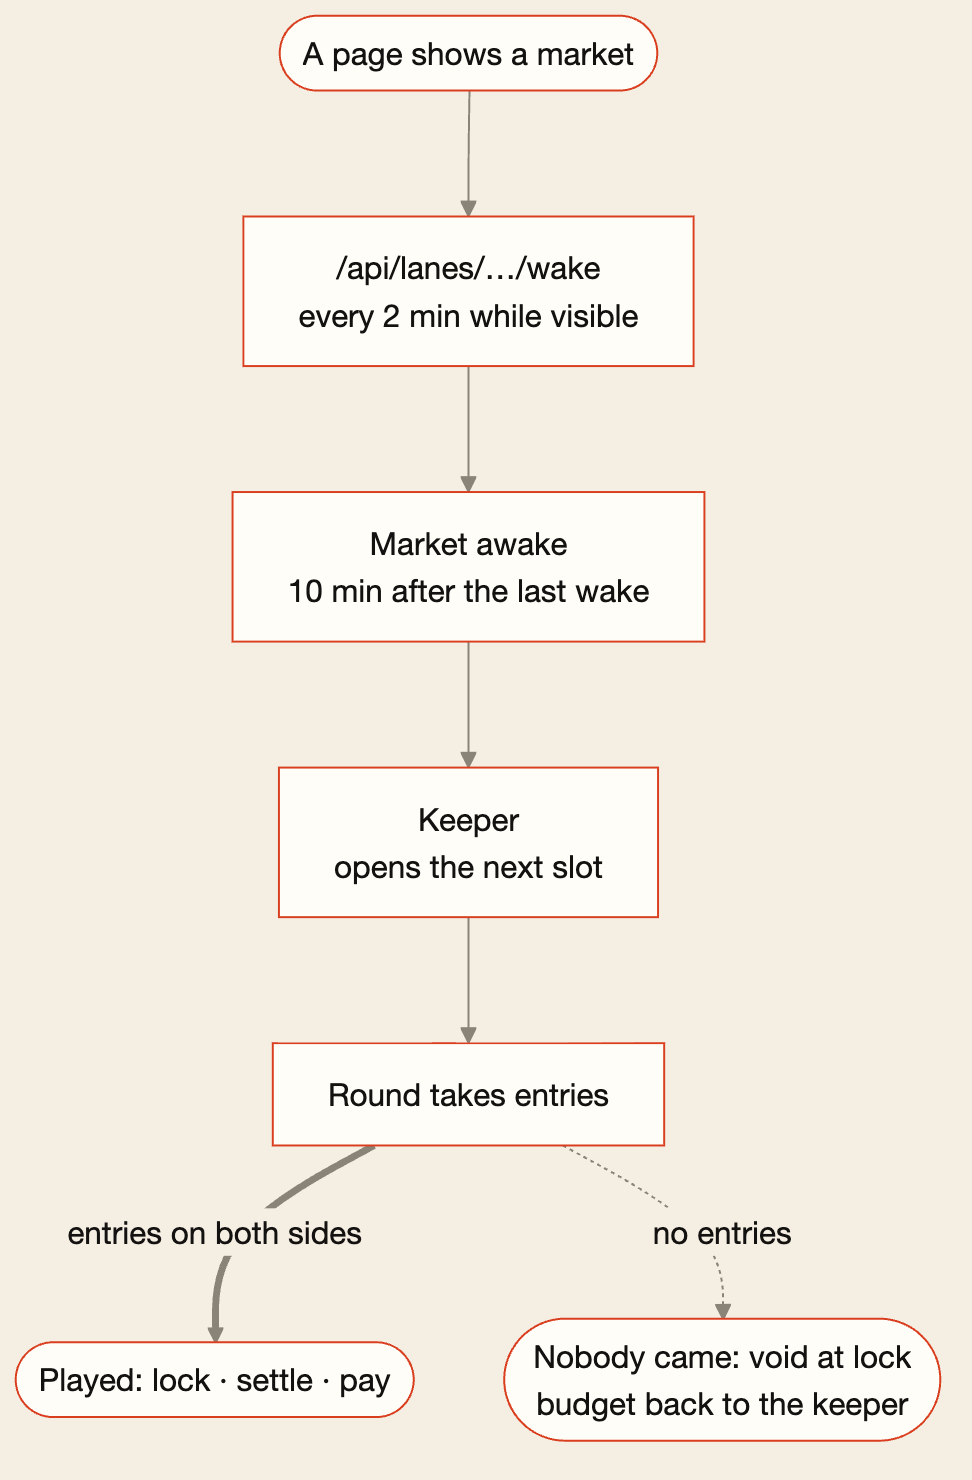 A page shows a market
/api/lanes/…/wake
every 2 min while visible
Market awake
10 min after the last wake
Keeper
opens the next slot
Round takes entries
entries on both sides
no entries
Played: lock · settle · pay
Nobody came: void at lock
budget back to the keeper